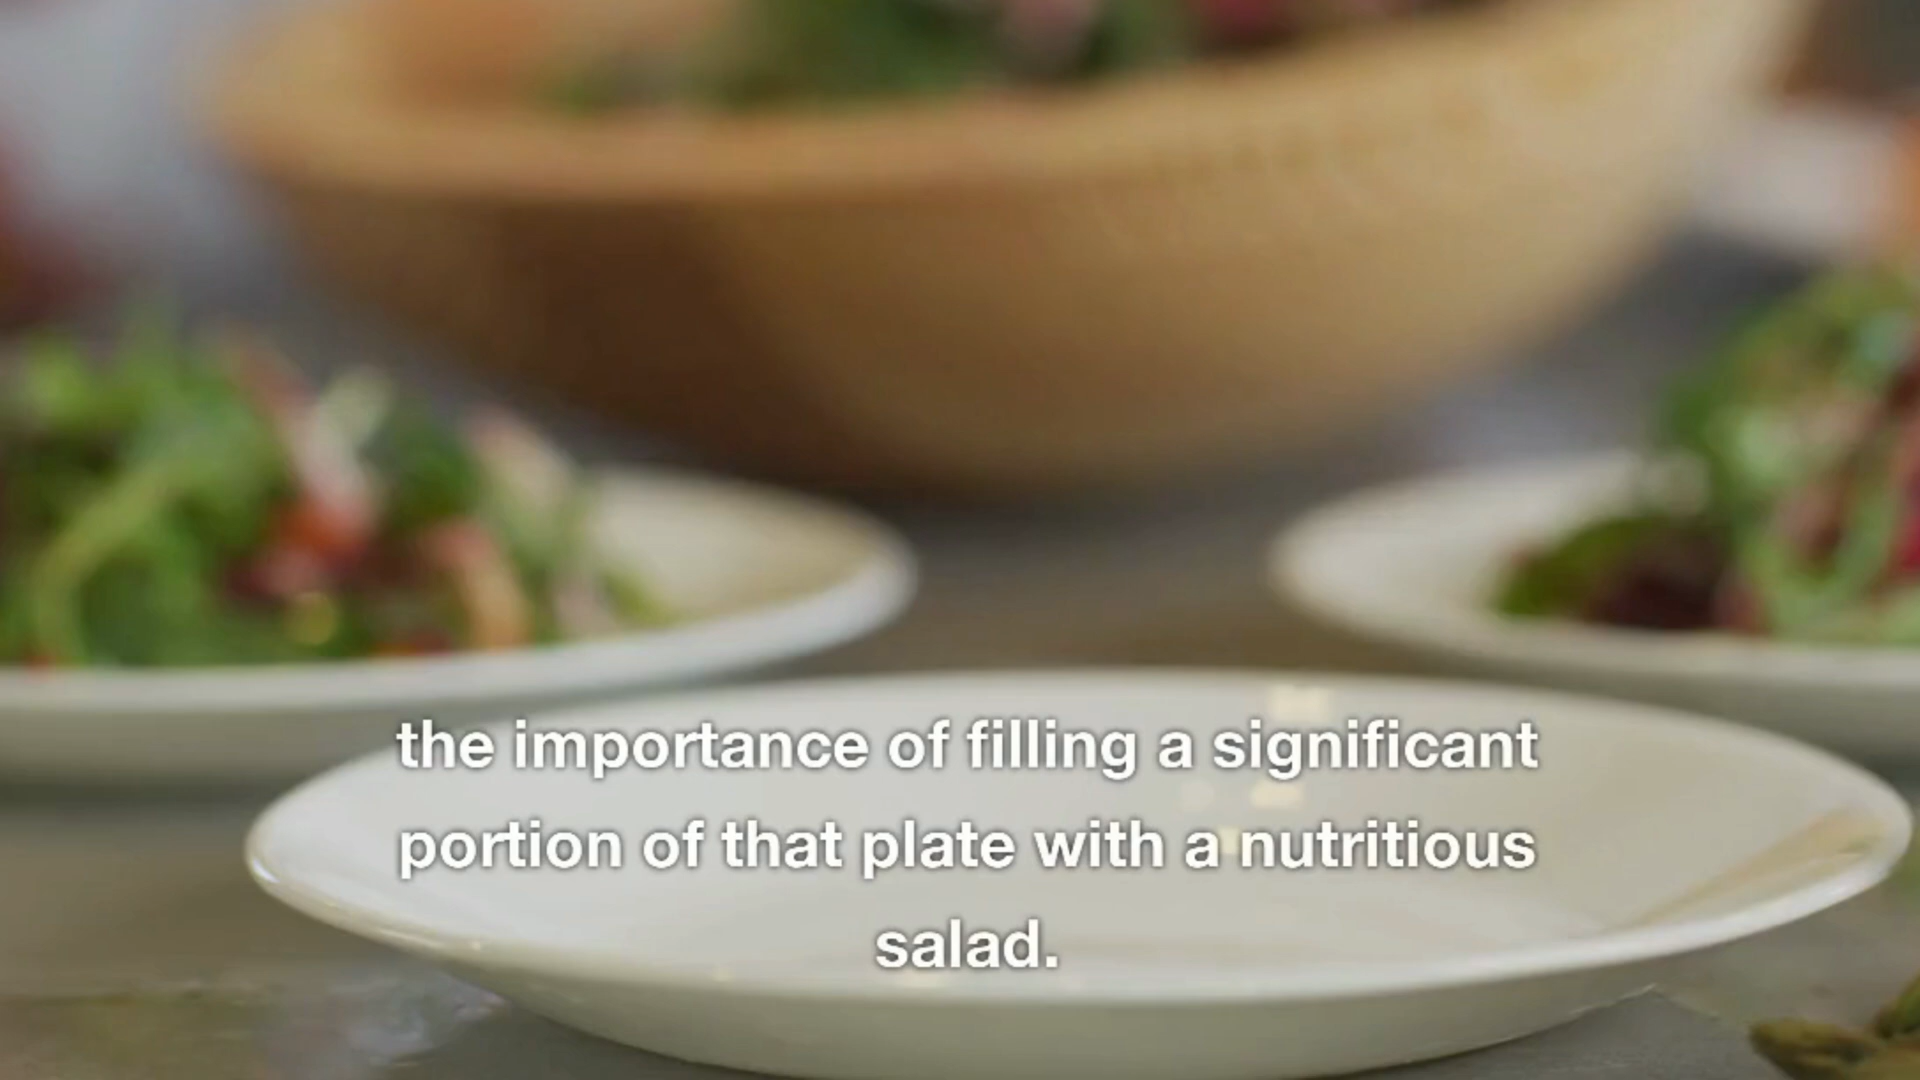 the importance of filling a significant
portion of that plate with a nutritious
salad.